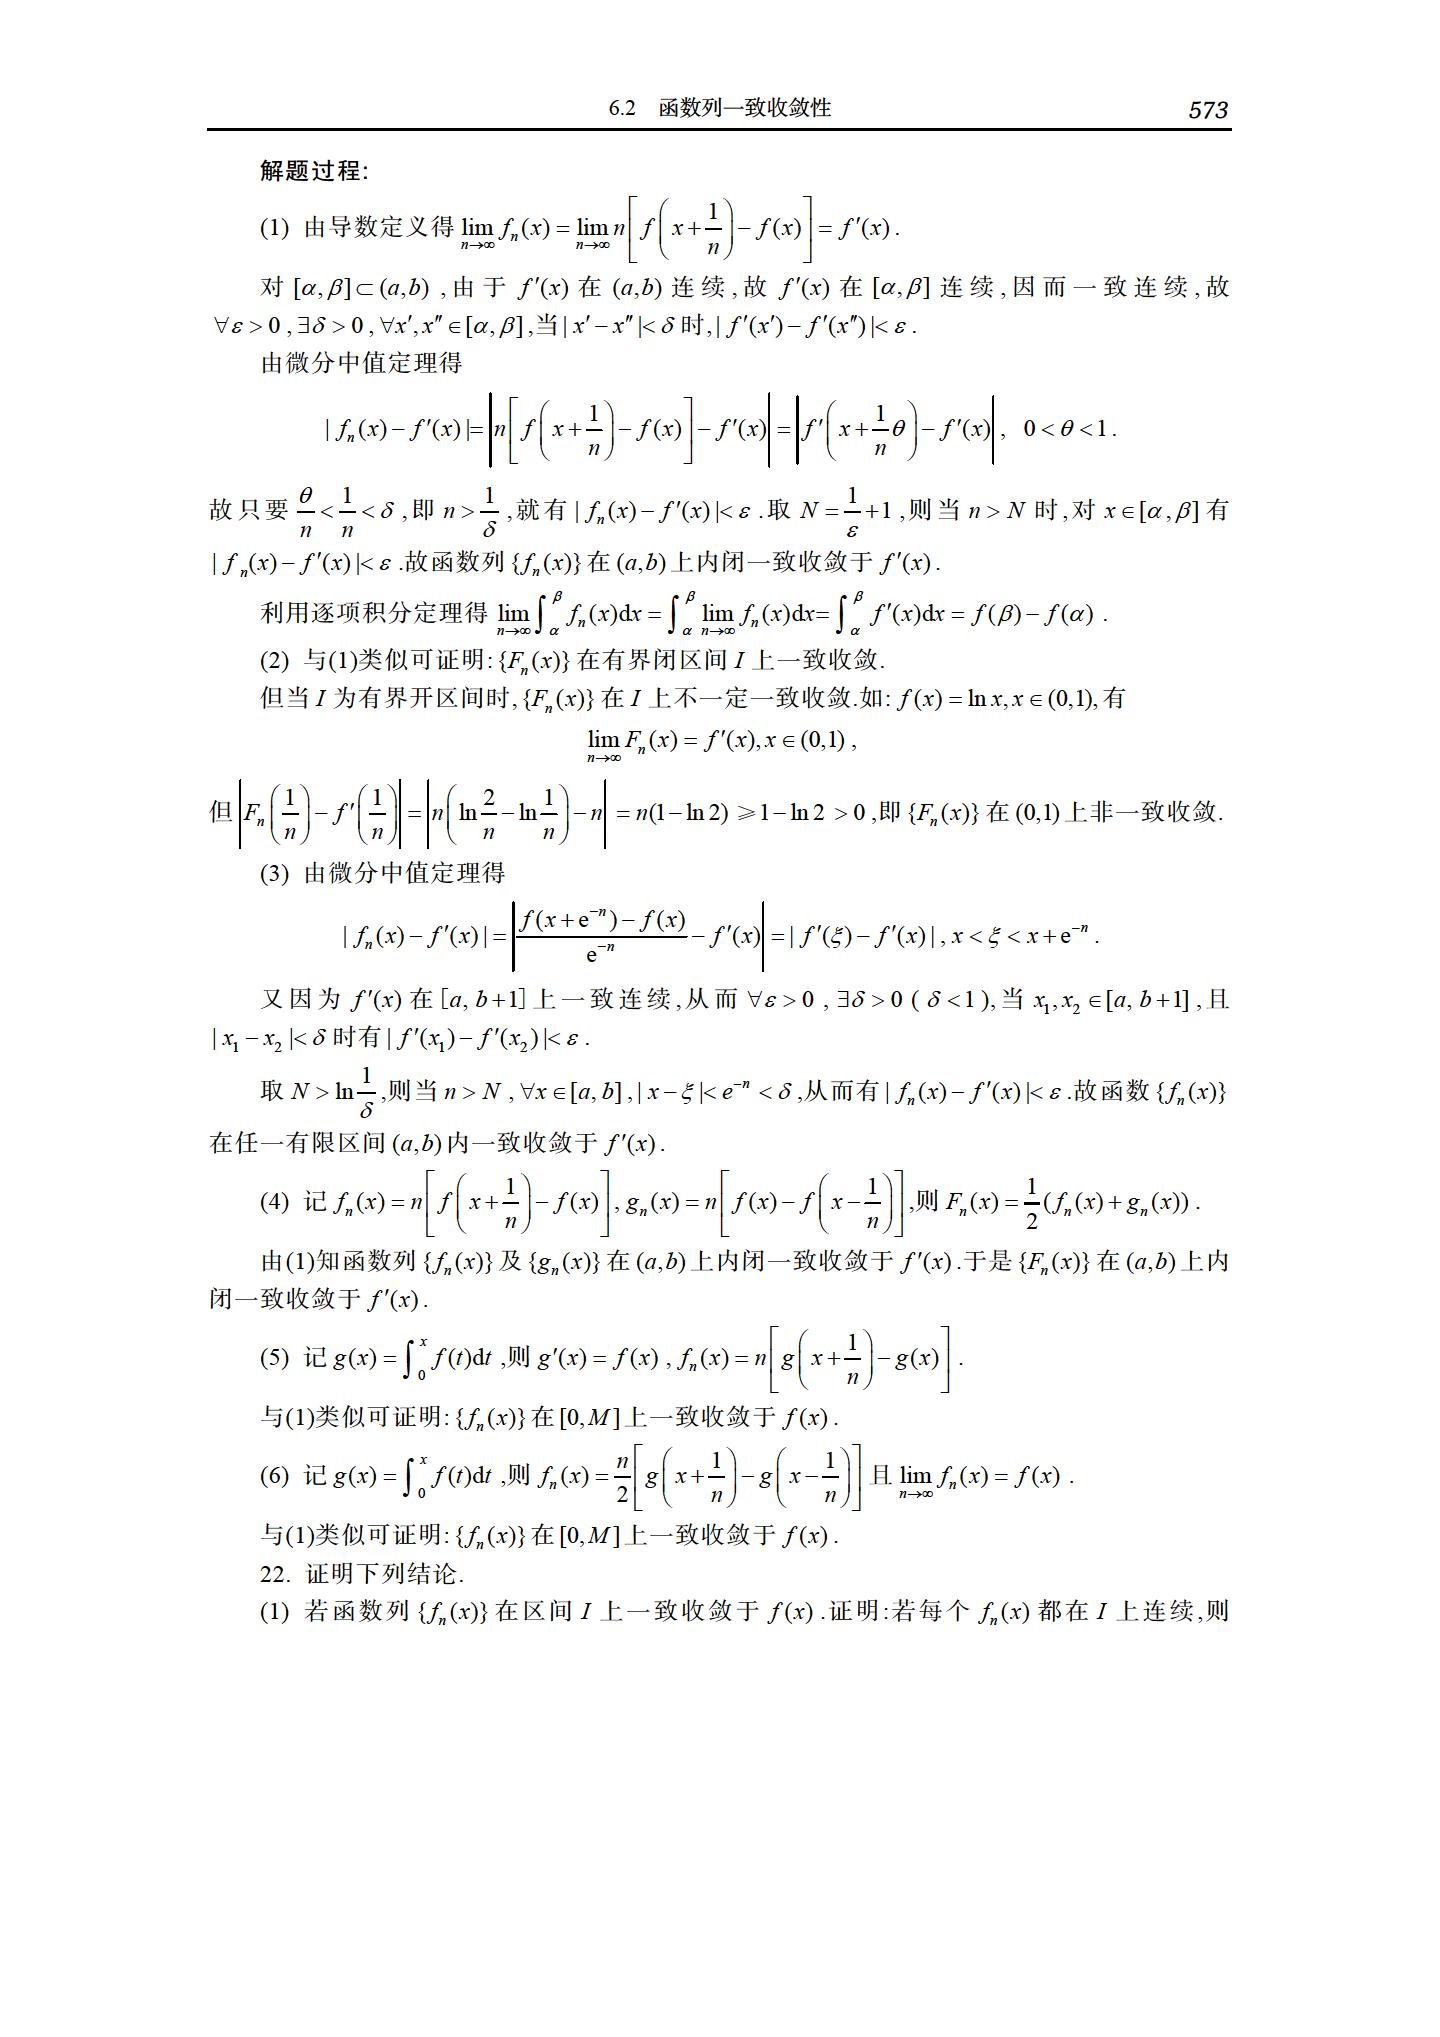 6.2 函数列一致收敛性 573
解题过程:
(1) 由导数定义得 $\lim_{n\to\infty} f_n(x)=\lim_{n\to\infty} n\left[f\left(x+\frac{1}{n}\right)-f(x)\right]=f'(x)$.
对 $[\alpha,\beta]\subset(a,b)$,由于 $f'(x)$ 在 $(a,b)$ 连续,故 $f'(x)$ 在 $[\alpha,\beta]$ 连续,因而一致连续,故
$\forall\varepsilon>0,\exists\delta>0,\forall x',x''\in[\alpha,\beta]$,当$|x'-x''|<\delta$ 时,$|f'(x')-f'(x'')|<\varepsilon$.
由微分中值定理得
$|f_n(x)-f'(x)|=\left|n\left[f\left(x+\frac{1}{n}\right)-f(x)\right]-f'(x)\right|=\left|f'\left(x+\frac{1}{n}\theta\right)-f'(x)\right|,\ 0<\theta<1.$
故只要 $\frac{\theta}{n}<\frac{1}{n}<\delta$,即 $n>\frac{1}{\delta}$,就有 $|f_n(x)-f'(x)|<\varepsilon$.取 $N=\frac{1}{\varepsilon}+1$,则当 $n>N$ 时,对 $x\in[\alpha,\beta]$ 有
$|f_n(x)-f'(x)|<\varepsilon$.故函数列 $\{f_n(x)\}$ 在 $(a,b)$ 上内闭一致收敛于 $f'(x)$.
利用逐项积分定理得 $\lim_{n\to\infty}\int_\alpha^\beta f_n(x)\mathrm{d}x=\int_\alpha^\beta\lim_{n\to\infty}f_n(x)\mathrm{d}x=\int_\alpha^\beta f'(x)\mathrm{d}x=f(\beta)-f(\alpha)$.
(2) 与(1)类似可证明: $\{F_n(x)\}$ 在有界闭区间 $I$ 上一致收敛.
但当 $I$ 为有界开区间时, $\{F_n(x)\}$ 在 $I$ 上不一定一致收敛.如: $f(x)=\ln x,x\in(0,1)$, 有
$\lim_{n\to\infty}F_n(x)=f'(x),x\in(0,1)$,
但 $\left|F_n\left(\frac{1}{n}\right)-f'\left(\frac{1}{n}\right)\right|=\left|n\left(\ln\frac{2}{n}-\ln\frac{1}{n}\right)-n\right|=n(1-\ln 2)\geqslant 1-\ln 2>0$,即 $\{F_n(x)\}$ 在 $(0,1)$ 上非一致收敛.
(3) 由微分中值定理得
$|f_n(x)-f'(x)|=\left|\frac{f(x+\mathrm{e}^{-n})-f(x)}{\mathrm{e}^{-n}}-f'(x)\right|=|f'(\xi)-f'(x)|,x<\xi<x+\mathrm{e}^{-n}.$
又因为 $f'(x)$ 在 $[a,b+1]$ 上一致连续,从而 $\forall\varepsilon>0,\exists\delta>0\ (\delta<1)$,当 $x_1,x_2\in[a,b+1]$,且
$|x_1-x_2|<\delta$ 时有 $|f'(x_1)-f'(x_2)|<\varepsilon$.
取 $N>\ln\frac{1}{\delta}$,则当 $n>N,\forall x\in[a,b],|x-\xi|<e^{-n}<\delta$,从而有 $|f_n(x)-f'(x)|<\varepsilon$.故函数 $\{f_n(x)\}$
在任一有限区间 $(a,b)$ 内一致收敛于 $f'(x)$.
(4) 记 $f_n(x)=n\left[f\left(x+\frac{1}{n}\right)-f(x)\right],g_n(x)=n\left[f(x)-f\left(x-\frac{1}{n}\right)\right]$,则 $F_n(x)=\frac{1}{2}(f_n(x)+g_n(x))$.
由(1)知函数列 $\{f_n(x)\}$ 及 $\{g_n(x)\}$ 在 $(a,b)$ 上内闭一致收敛于 $f'(x)$.于是 $\{F_n(x)\}$ 在 $(a,b)$ 上内
闭一致收敛于 $f'(x)$.
(5) 记 $g(x)=\int_0^x f(t)\mathrm{d}t$,则 $g'(x)=f(x),f_n(x)=n\left[g\left(x+\frac{1}{n}\right)-g(x)\right]$.
与(1)类似可证明: $\{f_n(x)\}$ 在 $[0,M]$ 上一致收敛于 $f(x)$.
(6) 记 $g(x)=\int_0^x f(t)\mathrm{d}t$,则 $f_n(x)=\frac{n}{2}\left[g\left(x+\frac{1}{n}\right)-g\left(x-\frac{1}{n}\right)\right]$ 且 $\lim_{n\to\infty}f_n(x)=f(x)$.
与(1)类似可证明: $\{f_n(x)\}$ 在 $[0,M]$ 上一致收敛于 $f(x)$.
22. 证明下列结论.
(1) 若函数列 $\{f_n(x)\}$ 在区间 $I$ 上一致收敛于 $f(x)$.证明:若每个 $f_n(x)$ 都在 $I$ 上连续,则